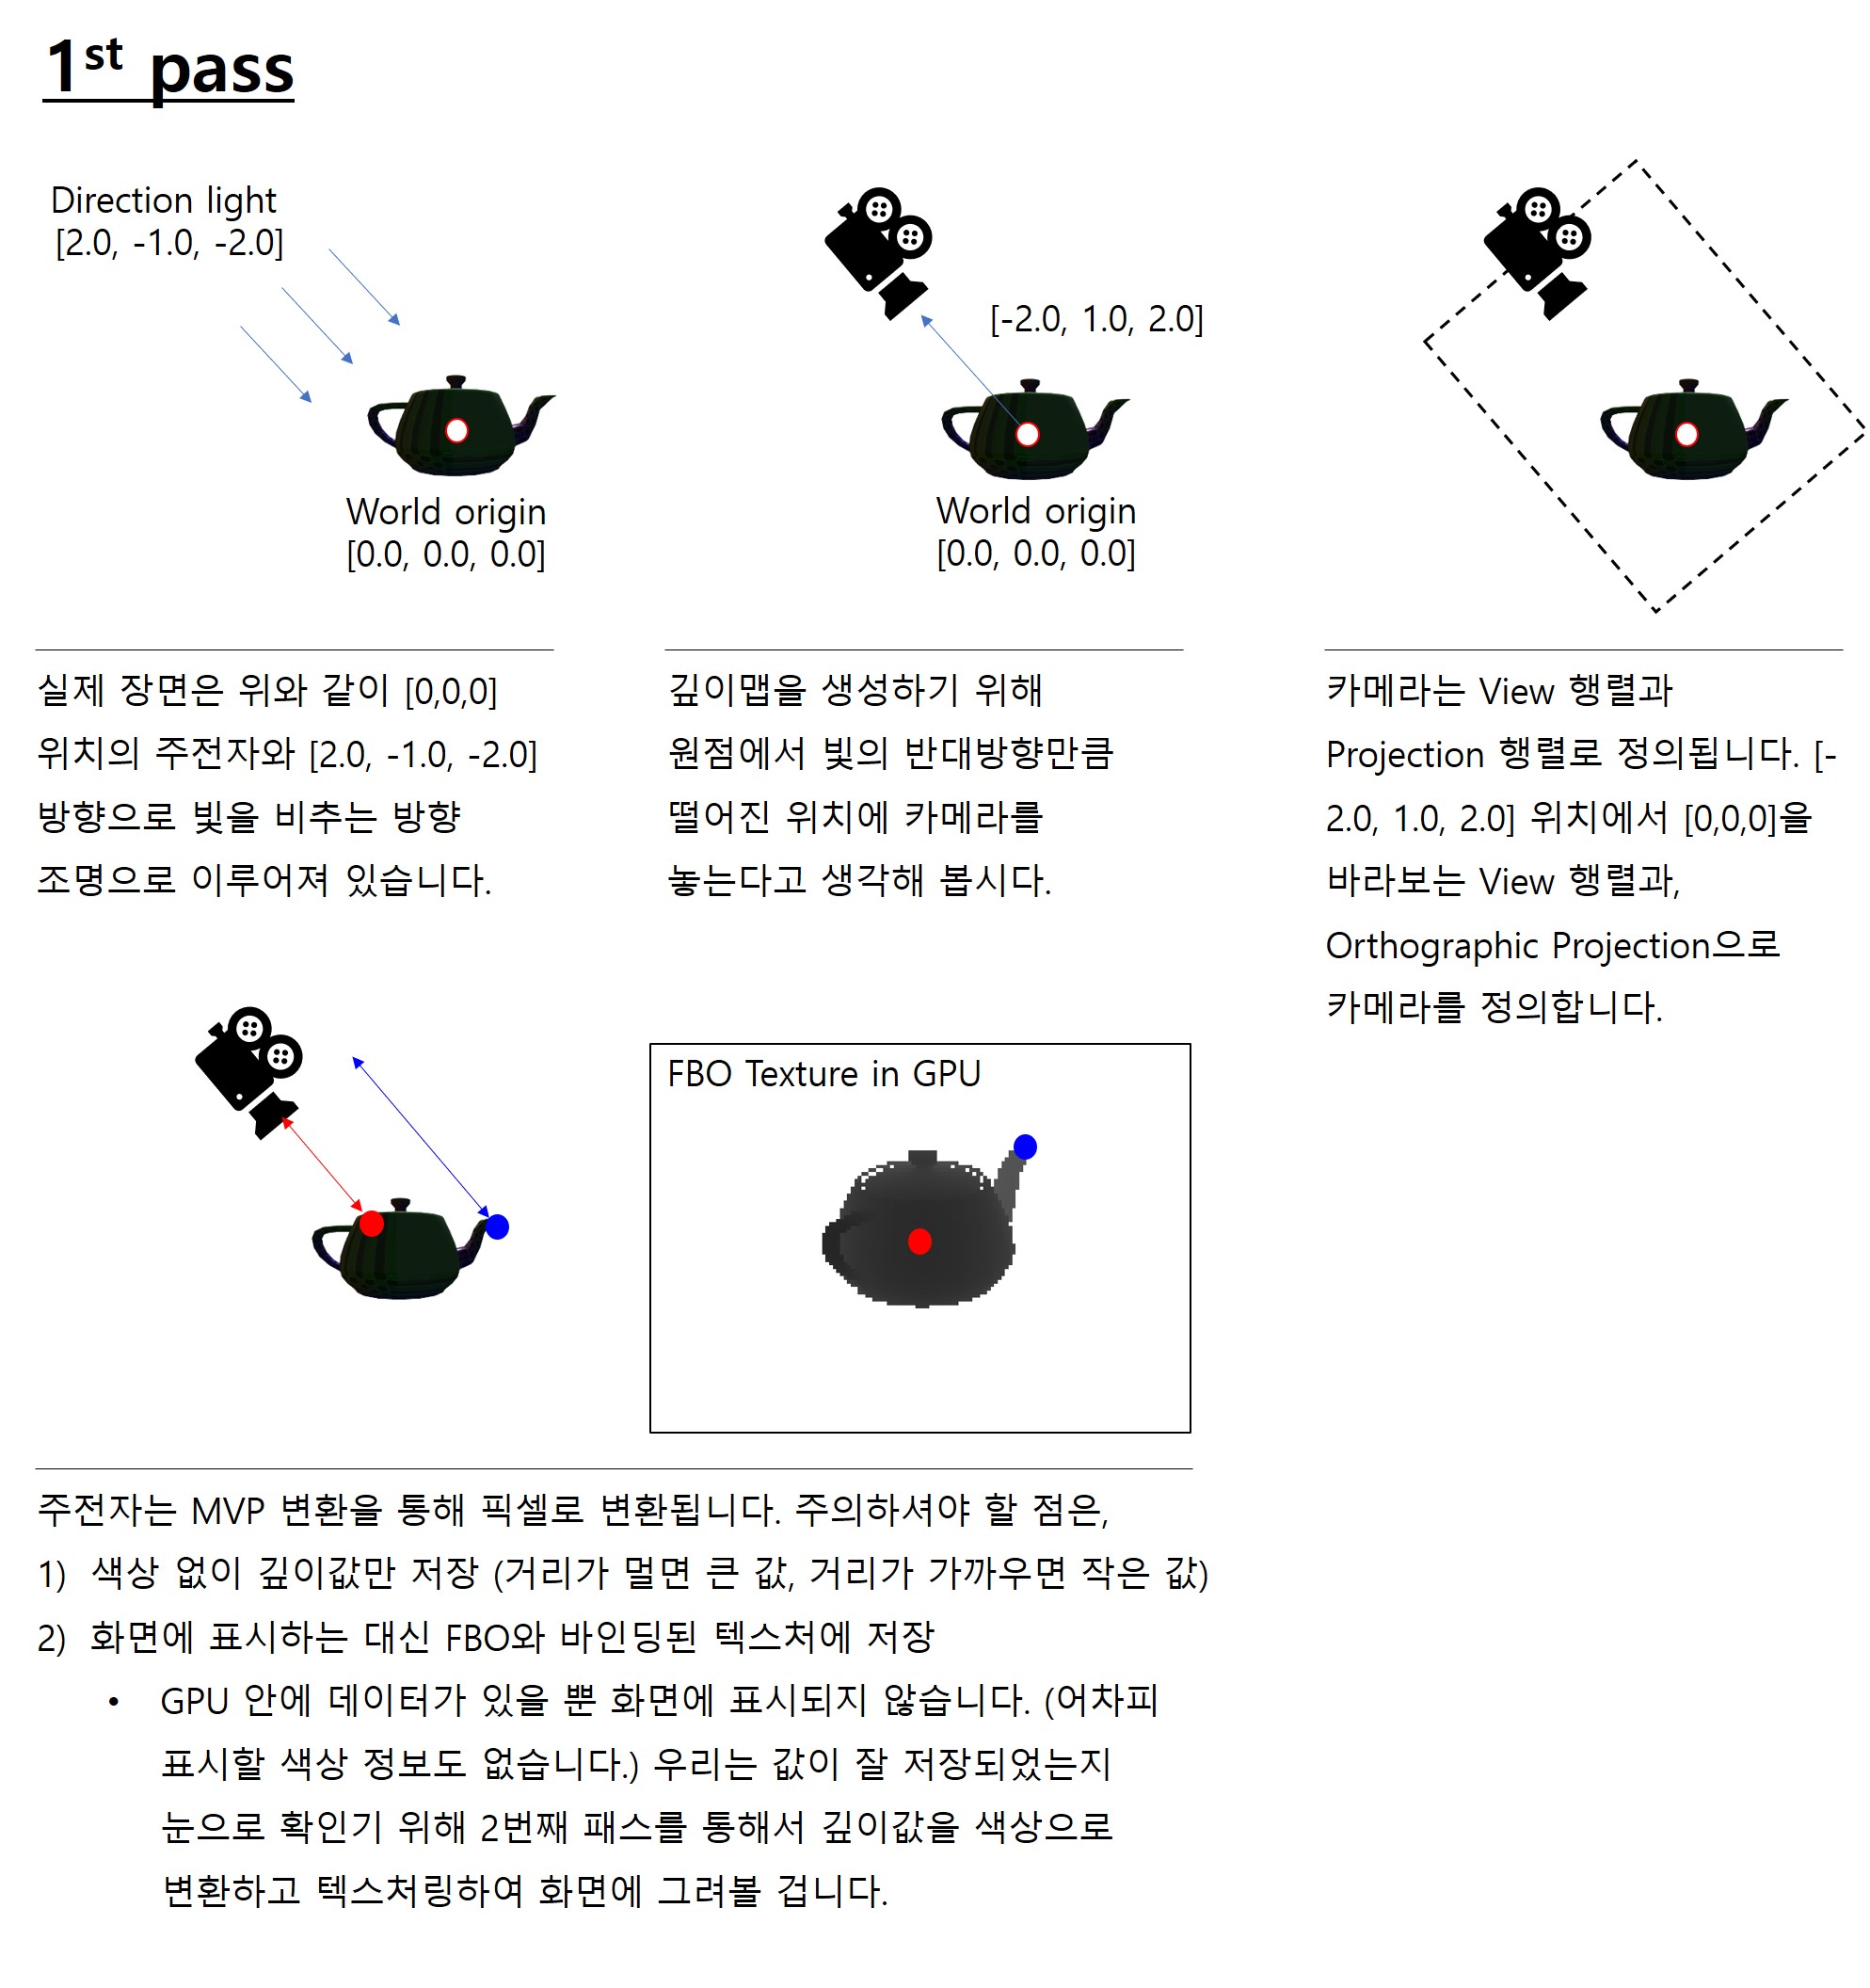 1st pass
Direction light
[2.0, -1.0, -2.0]
World origin
[0.0, 0.0, 0.0]
실제 장면은 위와 같이 [0,0,0]
위치의 주전자와 [2.0, -1.0, -2.0]
방향으로 빛을 비추는 방향
조명으로 이루어져 있습니다.
[-2.0, 1.0, 2.0]
World origin
[0.0, 0.0, 0.0]
깊이맵을 생성하기 위해
원점에서 빛의 반대방향만큼
떨어진 위치에 카메라를
놓는다고 생각해 봅시다.
카메라는 View 행렬과
Projection 행렬로 정의됩니다. [-
2.0, 1.0, 2.0] 위치에서 [0,0,0]을
바라보는 View 행렬과,
Orthographic Projection으로
카메라를 정의합니다.
FBO Texture in GPU
주전자는 MVP 변환을 통해 픽셀로 변환됩니다. 주의하셔야 할 점은,
1) 색상 없이 깊이값만 저장 (거리가 멀면 큰 값, 거리가 가까우면 작은 값)
2) 화면에 표시하는 대신 FBO와 바인딩된 텍스처에 저장
• GPU 안에 데이터가 있을 뿐 화면에 표시되지 않습니다. (어차피
표시할 색상 정보도 없습니다.) 우리는 값이 잘 저장되었는지
눈으로 확인기 위해 2번째 패스를 통해서 깊이값을 색상으로
변환하고 텍스처링하여 화면에 그려볼 겁니다.